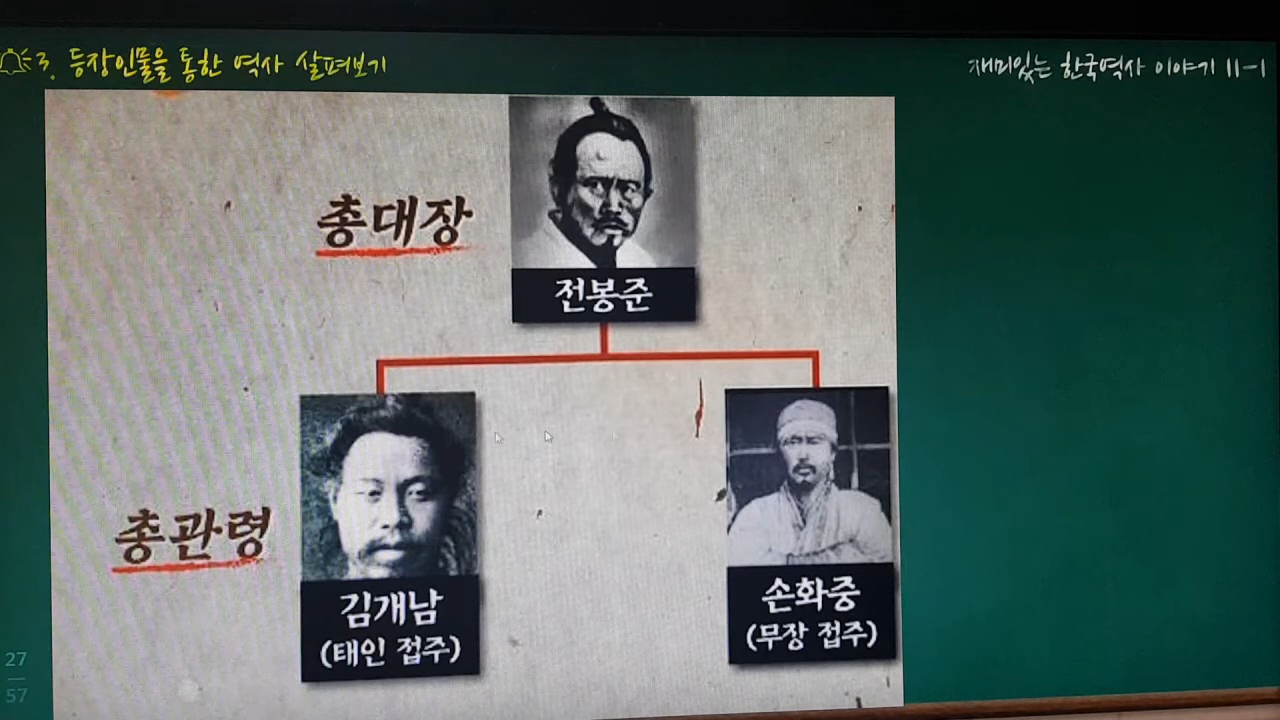 3. 등장인물을 통한 역사 살펴보기
재미있는 한국역사 이야기 11-1
총대장
전봉준
총관령
김개남
(태인 접주)
손화중
(무장 접주)
27
57